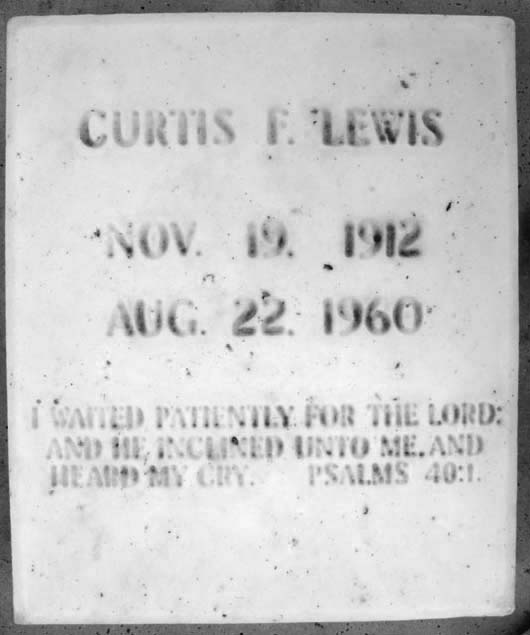 CURTIS F. LEWIS
NOV. 19. 1912
AUG. 22. 1960
I WAITED PATIENTLY FOR THE LORD:
AND HE INCLINED UNTO ME, AND
HEARD MY CRY. PSALMS 40:1.